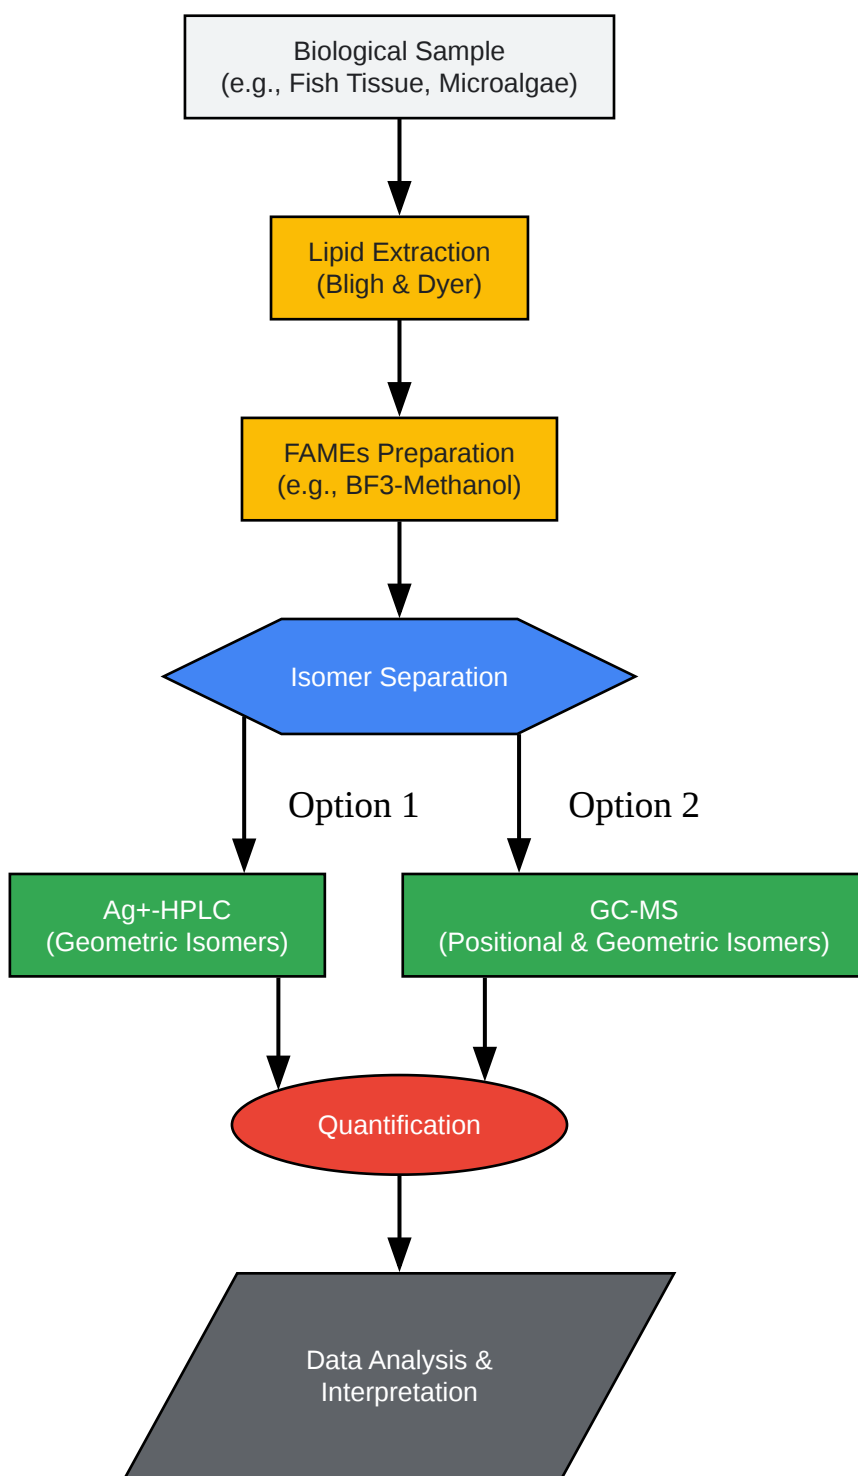 Biological Sample
(e.g., Fish Tissue, Microalgae)
Lipid Extraction
(Bligh & Dyer)
FAMEs Preparation
(e.g., BF3-Methanol)
Isomer Separation
Option 1
Option 2
Ag+-HPLC
(Geometric Isomers)
GC-MS
(Positional & Geometric Isomers)
Quantification
Data Analysis &
Interpretation